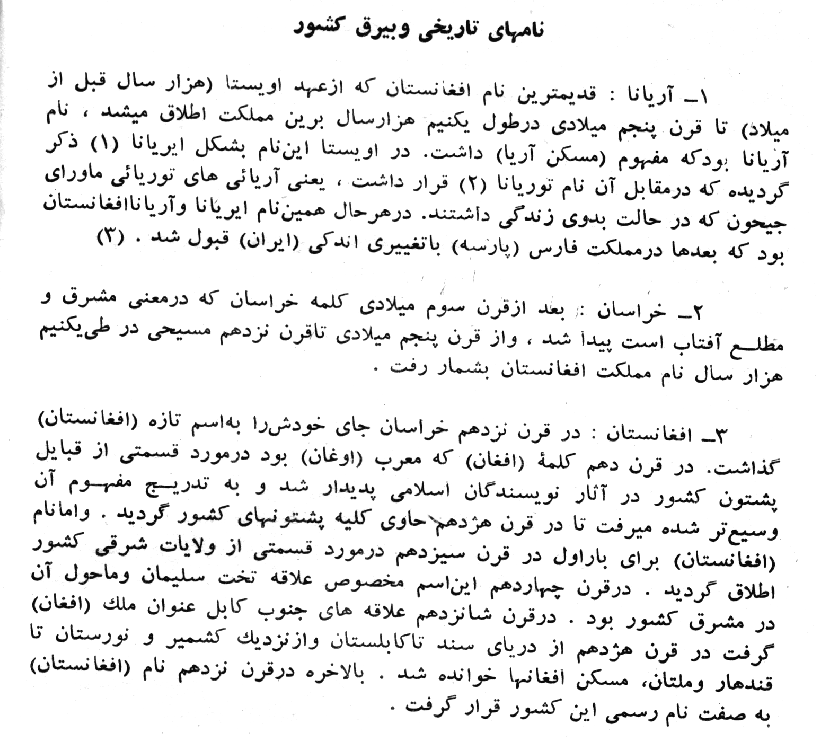 نامهای تاریخی و بیرق کشور
۱ــ آریانا : قدیمترین نام افغانستان که ازعهد اویستا (هزار سال قبل از
میلاد) تا قرن پنجم میلادی درطول یکنیم هزارسال برین مملکت اطلاق میشد ، نام
آریانا بودکه مفهوم (مسکن آریا) داشت. در اویستا این‌نام بشکل ایریانا (۱) ذکر
گردیده که درمقابل آن نام توریانا (۲) قرار داشت ، یعنی آریائی های توریائی ماورای
جیحون که در حالت بدوی زندگی داشتند. درهرحال همین‌نام ایریانا وآریاناافغانستان
بود که بعدها درمملکت فارس (پارسه) باتغییری اندکی (ایران) قبول شد . (۳)
۲ــ خراسان : بعد ازقرن سوم میلادی کلمه خراسان که درمعنی مشرق و
مطلــع آفتاب است پیدا شد ، واز قرن پنجم میلادی تاقرن نزدهم مسیحی در طی‌یکنیم
هزار سال نام مملکت افغانستان بشمار رفت .
۳ــ افغانستان : در قرن نزدهم خراسان جای خودش‌را به‌اسم تازه (افغانستان)
گذاشت. در قرن دهم کلمهٔ (افغان) که معرب (اوغان) بود درمورد قسمتی از قبایل
پشتون کشور در آثار نویسندگان اسلامی پدیدار شد و به تدریــج مفهــوم آن
وسیع‌تر شده میرفت تا در قرن هژدهم حاوی کلیه پشتونهای کشور گردید . وامانام
(افغانستان) برای باراول در قرن سیزدهم درمورد قسمتی از ولایات شرقی کشور
اطلاق گردید . درقرن چهاردهم این‌اسم مخصوص علاقه تخت سلیمان وماحول آن
در مشرق کشور بود . درقرن شانزدهم علاقه های جنوب کابل عنوان ملك (افغان)
گرفت در قرن هژدهم از دریای سند تاکابلستان وازنزدیك کشمیر و نورستان تا
قندهار وملتان، مسکن افغانها خوانده شد . بالاخره درقرن نزدهم نام (افغانستان)
به صفت نام رسمی این کشور قرار گرفت .